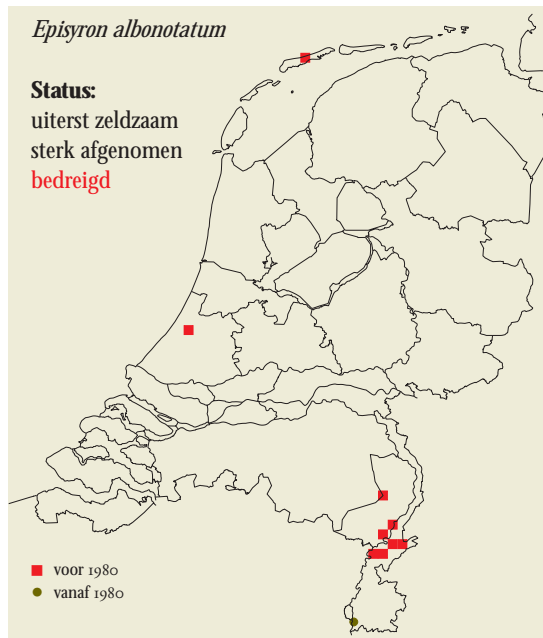 Episyron albonotatum
Status:
uiterst zeldzaam
sterk afgenomen
bedreigd
voor 1980
vanaf 1980